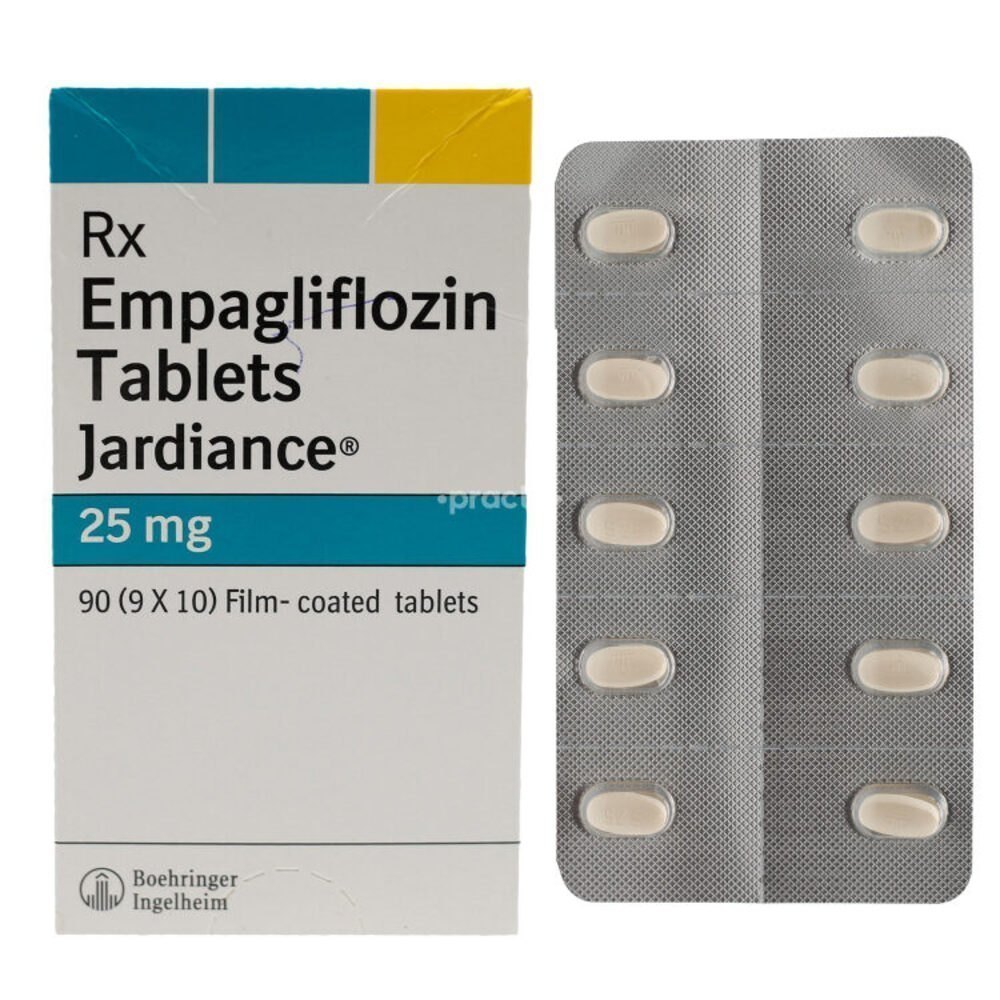 Rx
Empagliflozin
Tablets
Jardiance®
25 mg
90 (9 X 10) Film- coated tablets
Boehringer
Ingelheim